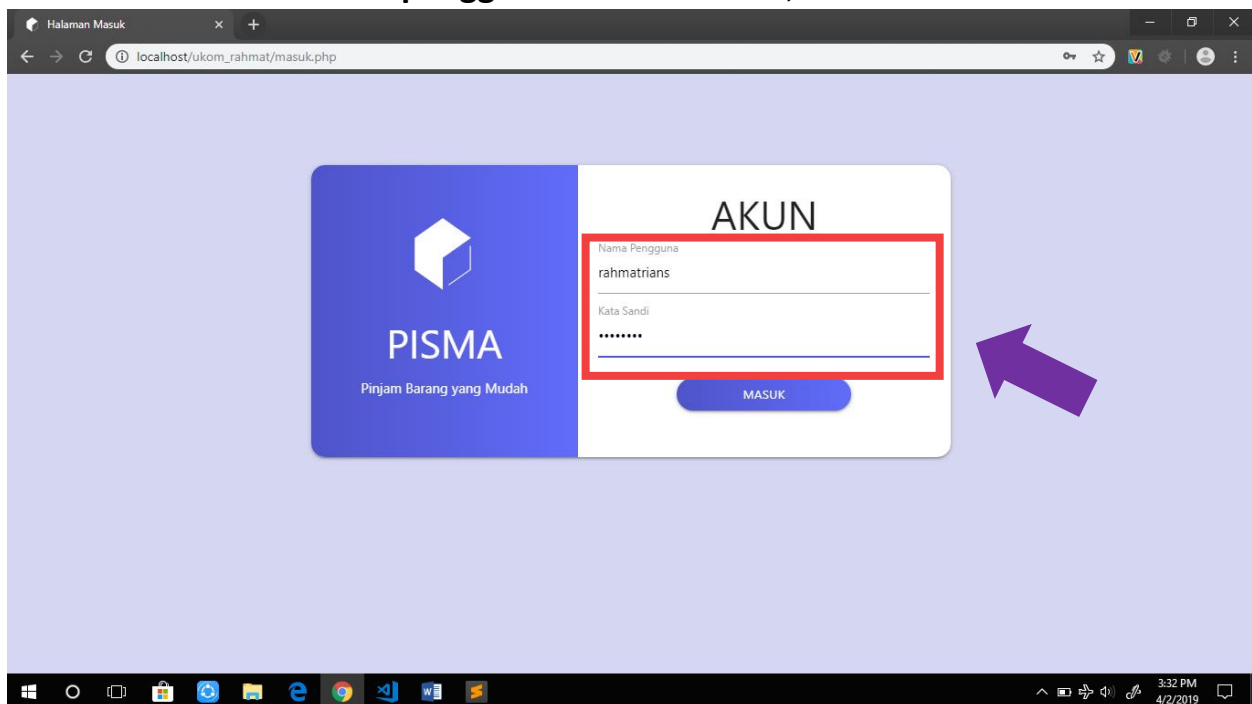 Halaman Masuk
localhost/ukom_rahmat/masuk.php
AKUN
Nama Pengguna
rahmatrians
Kata Sandi
••••••••
PISMA
Pinjam Barang yang Mudah
MASUK
3:32 PM
4/2/2019